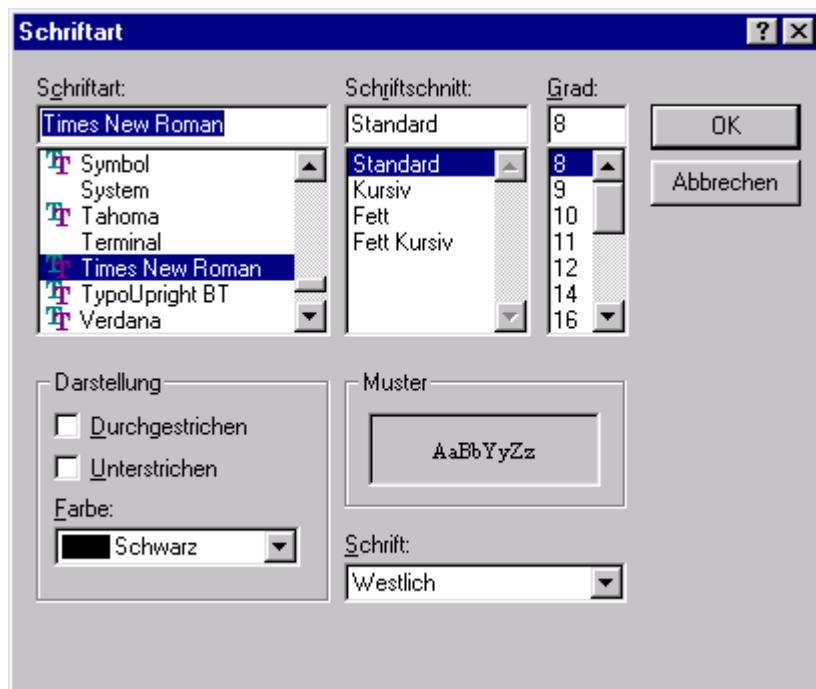 Schriftart
Schriftart:
Times New Roman
Symbol
System
Tahoma
Terminal
Times New Roman
TypoUpright BT
Verdana
Schriftschnitt:
Standard
Standard
Kursiv
Fett
Fett Kursiv
Grad:
8
8
9
10
11
12
14
16
OK
Abbrechen
Darstellung
Durchgestrichen
Unterstrichen
Farbe:
Schwarz
Muster
AaBbYyZz
Schrift:
Westlich